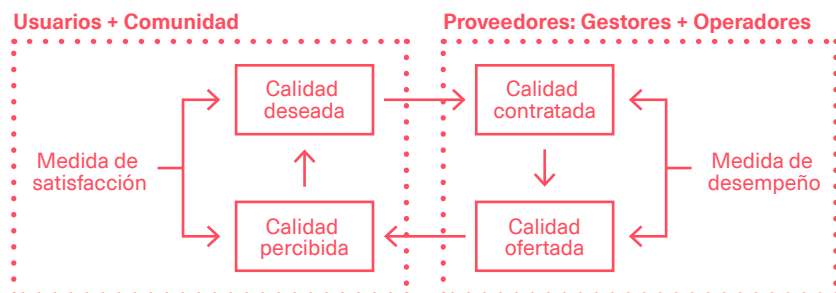 Usuarios + Comunidad
Proveedores: Gestores + Operadores
Calidad
deseada
Calidad
contratada
Medida de
satisfacción
Medida de
desempeño
Calidad
percibida
Calidad
ofertada